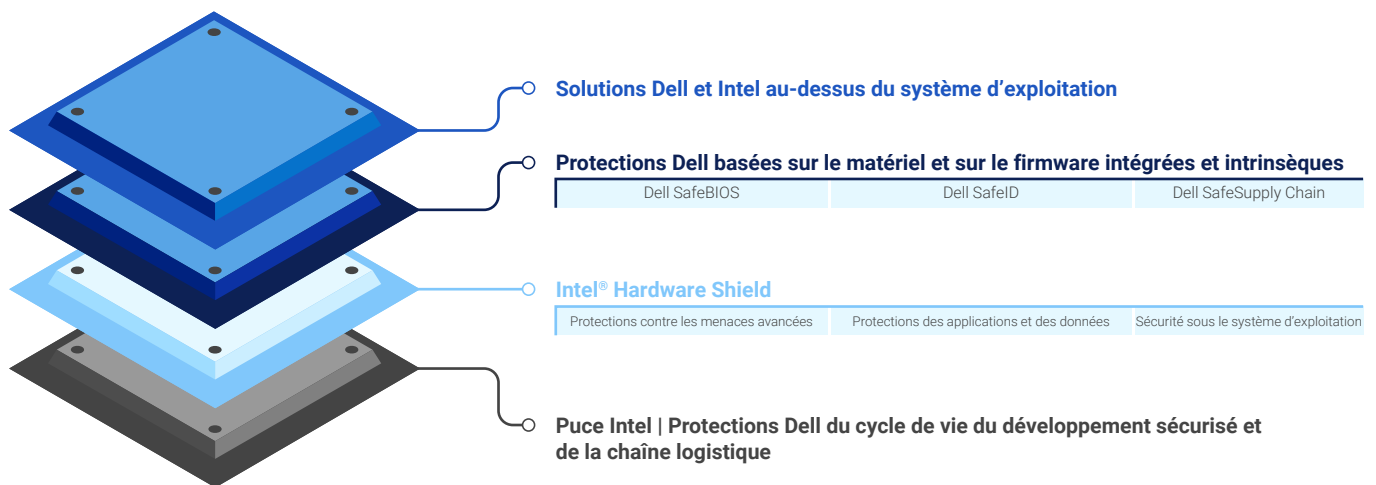 Solutions Dell et Intel au-dessus du système d’exploitation
Protections Dell basées sur le matériel et sur le firmware intégrées et intrinsèques
Dell SafeBIOS
Dell SafeID
Dell SafeSupply Chain
Intel® Hardware Shield
Protections contre les menaces avancées
Protections des applications et des données
Sécurité sous le système d’exploitation
Puce Intel | Protections Dell du cycle de vie du développement sécurisé et
de la chaîne logistique